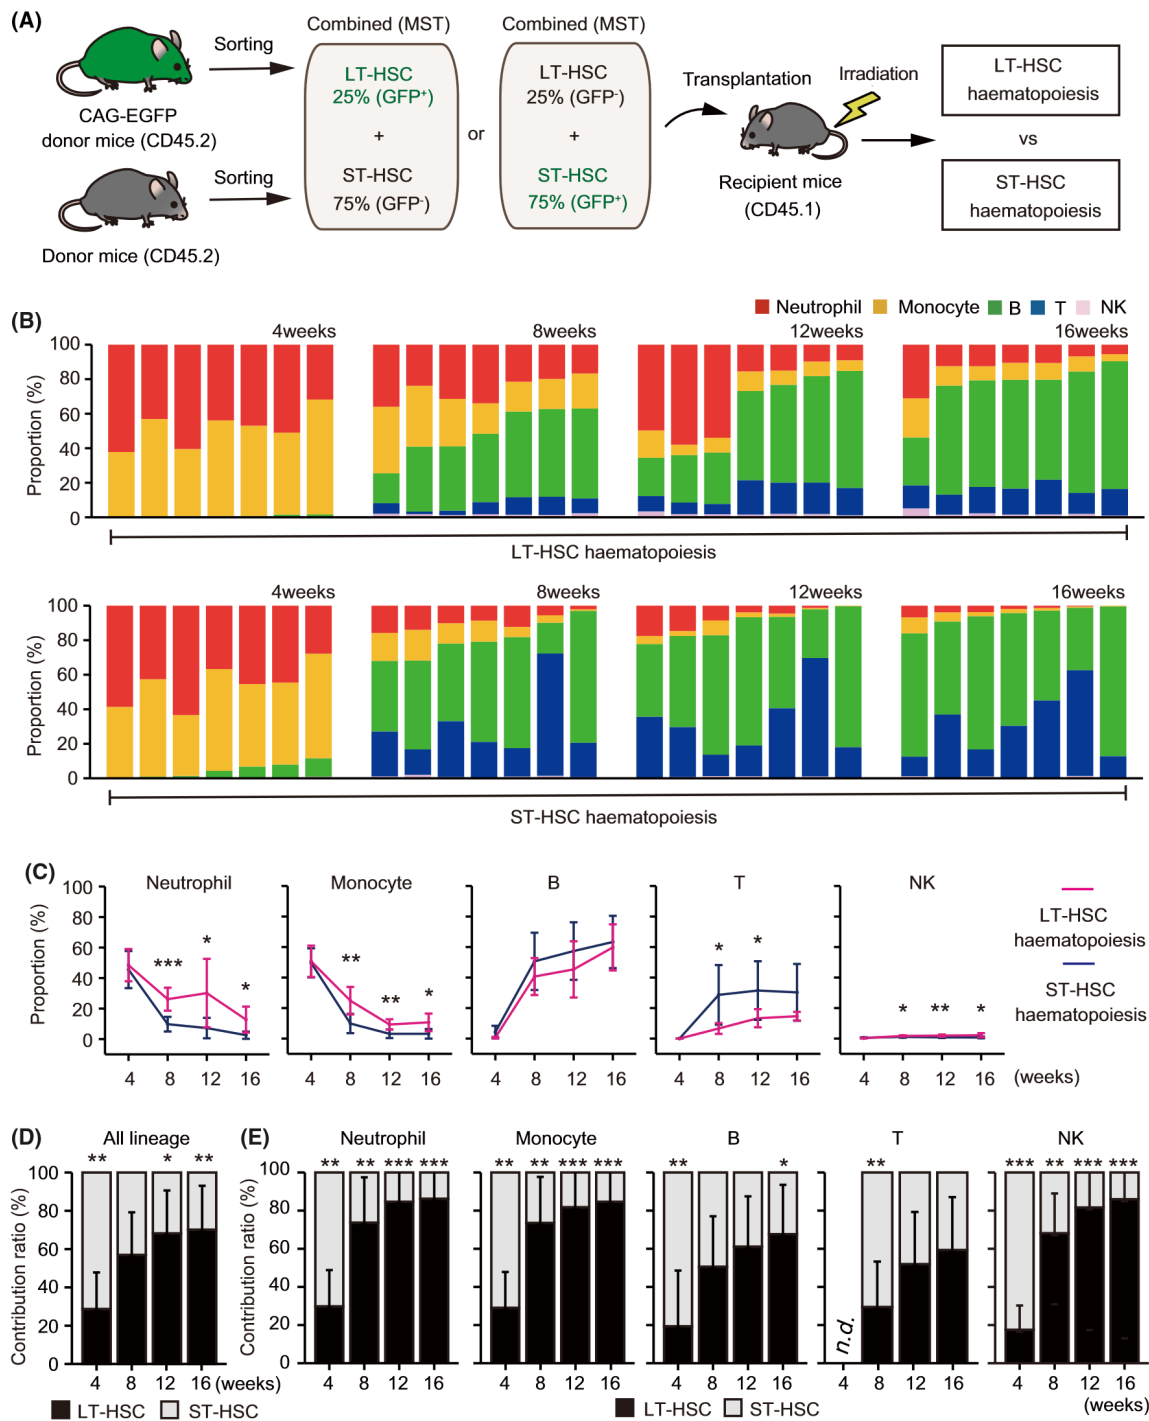 (A)
Sorting
CAG-EGFP
donor mice (CD45.2)
Sorting
Donor mice (CD45.2)
Combined (MST)
LT-HSC
25% (GFP+)
+
ST-HSC
75% (GFP-)
or
Combined (MST)
LT-HSC
25% (GFP-)
+
ST-HSC
75% (GFP+)
Transplantation
Irradiation
Recipient mice
(CD45.1)
LT-HSC
haematopoiesis
vs
ST-HSC
haematopoiesis
(B)
Neutrophil Monocyte B T NK
4weeks 8weeks 12weeks 16weeks
Proportion (%)
100
80
60
40
20
0
LT-HSC haematopoiesis
4weeks 8weeks 12weeks 16weeks
Proportion (%)
100
80
60
40
20
0
ST-HSC haematopoiesis
(C)
Neutrophil Monocyte B T NK
Proportion (%)
100
80
60
40
20
0
*** * *
** ** *
* *
* ** *
4 8 12 16 4 8 12 16 4 8 12 16 4 8 12 16 4 8 12 16 (weeks)
LT-HSC
haematopoiesis
ST-HSC
haematopoiesis
(D)
All lineage
** * **
Contribution ratio (%)
100
80
60
40
20
0
4 8 12 16 (weeks)
LT-HSC ST-HSC
(E)
Neutrophil Monocyte B T NK
** ** *** *** ** ** *** *** ** * ** *** ** *** ***
Contribution ratio (%)
100
80
60
40
20
0
n.d.
4 8 12 16 4 8 12 16 4 8 12 16 4 8 12 16 4 8 12 16
(weeks)
LT-HSC ST-HSC